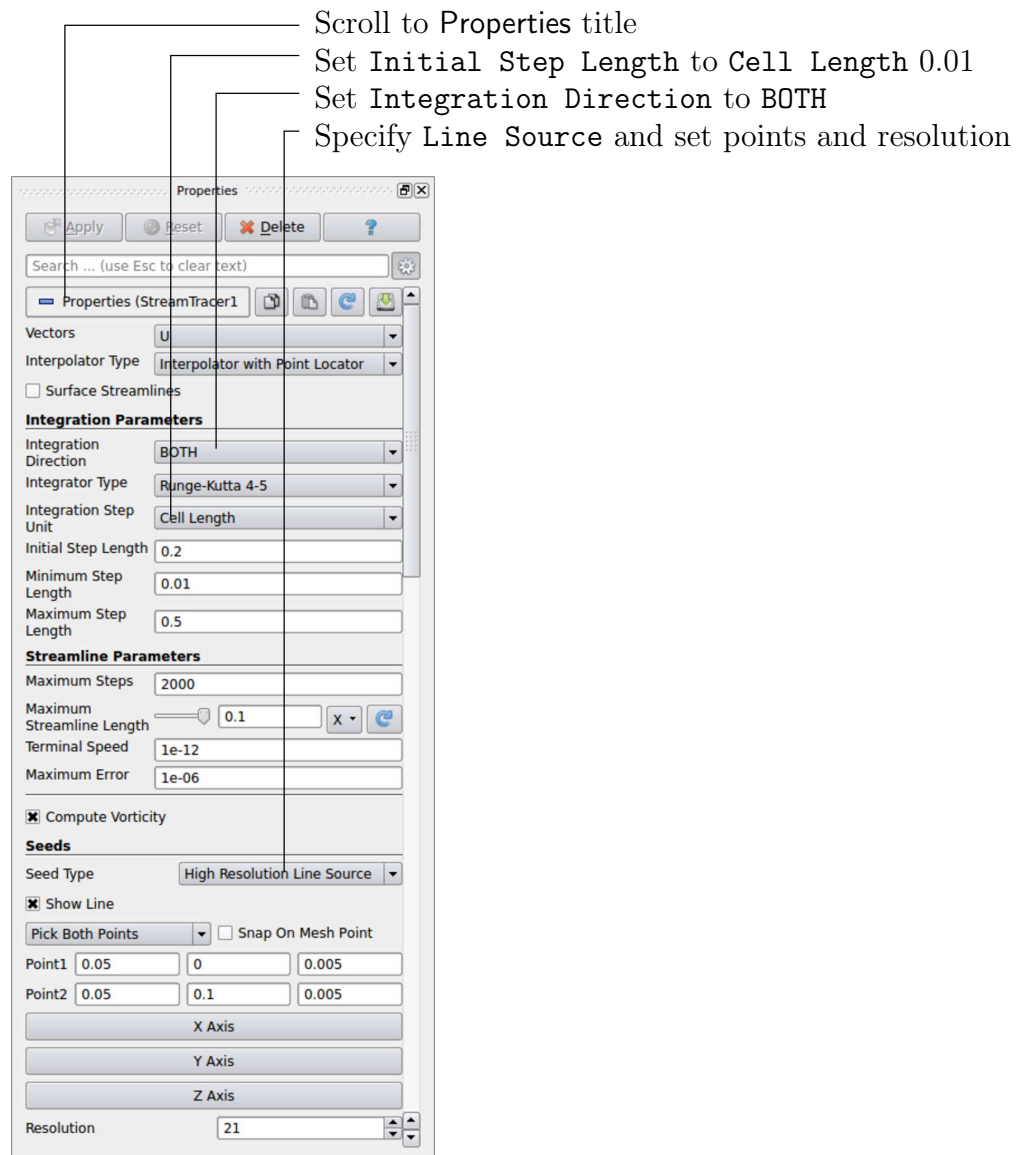 Scroll to Properties title
Set Initial Step Length to Cell Length 0.01
Set Integration Direction to BOTH
Specify Line Source and set points and resolution
Properties
Apply Reset Delete ?
Search ... (use Esc to clear text)
Properties (StreamTracer1
Vectors U
Interpolator Type Interpolator with Point Locator
Surface Streamlines
Integration Parameters
Integration
Direction BOTH
Integrator Type Runge-Kutta 4-5
Integration Step
Unit Cell Length
Initial Step Length 0.2
Minimum Step
Length 0.01
Maximum Step
Length 0.5
Streamline Parameters
Maximum Steps 2000
Maximum
Streamline Length 0.1 X
Terminal Speed 1e-12
Maximum Error 1e-06
Compute Vorticity
Seeds
Seed Type High Resolution Line Source
Show Line
Pick Both Points Snap On Mesh Point
Point1 0.05 0 0.005
Point2 0.05 0.1 0.005
X Axis
Y Axis
Z Axis
Resolution 21